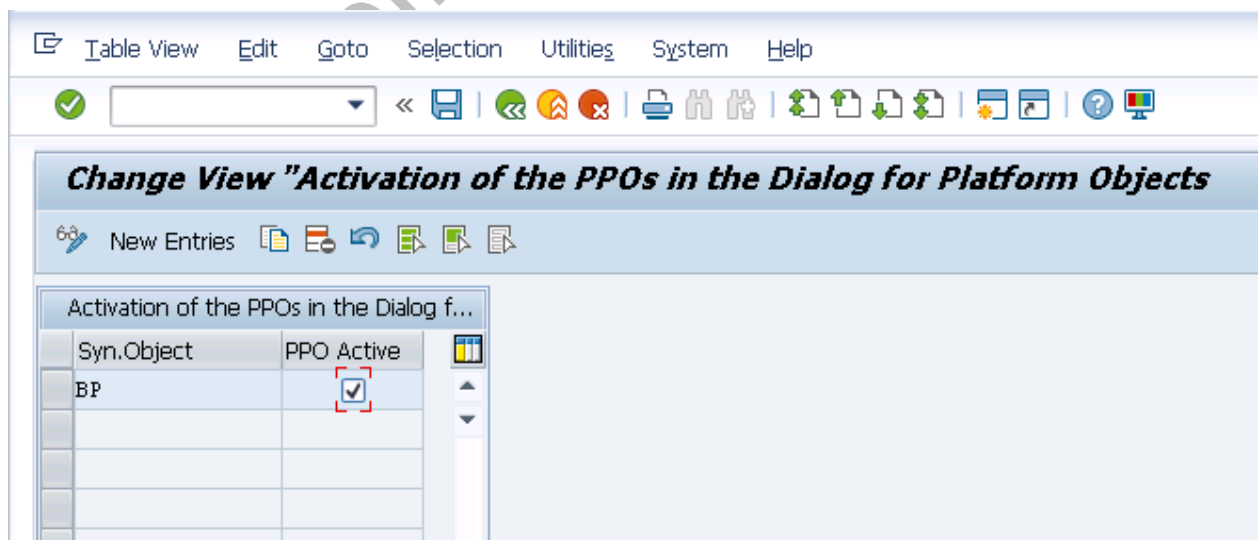 Table View Edit Goto Selection Utilities System Help
Change View "Activation of the PPOs in the Dialog for Platform Objects
New Entries
Activation of the PPOs in the Dialog f...
Syn.Object PPO Active
BP